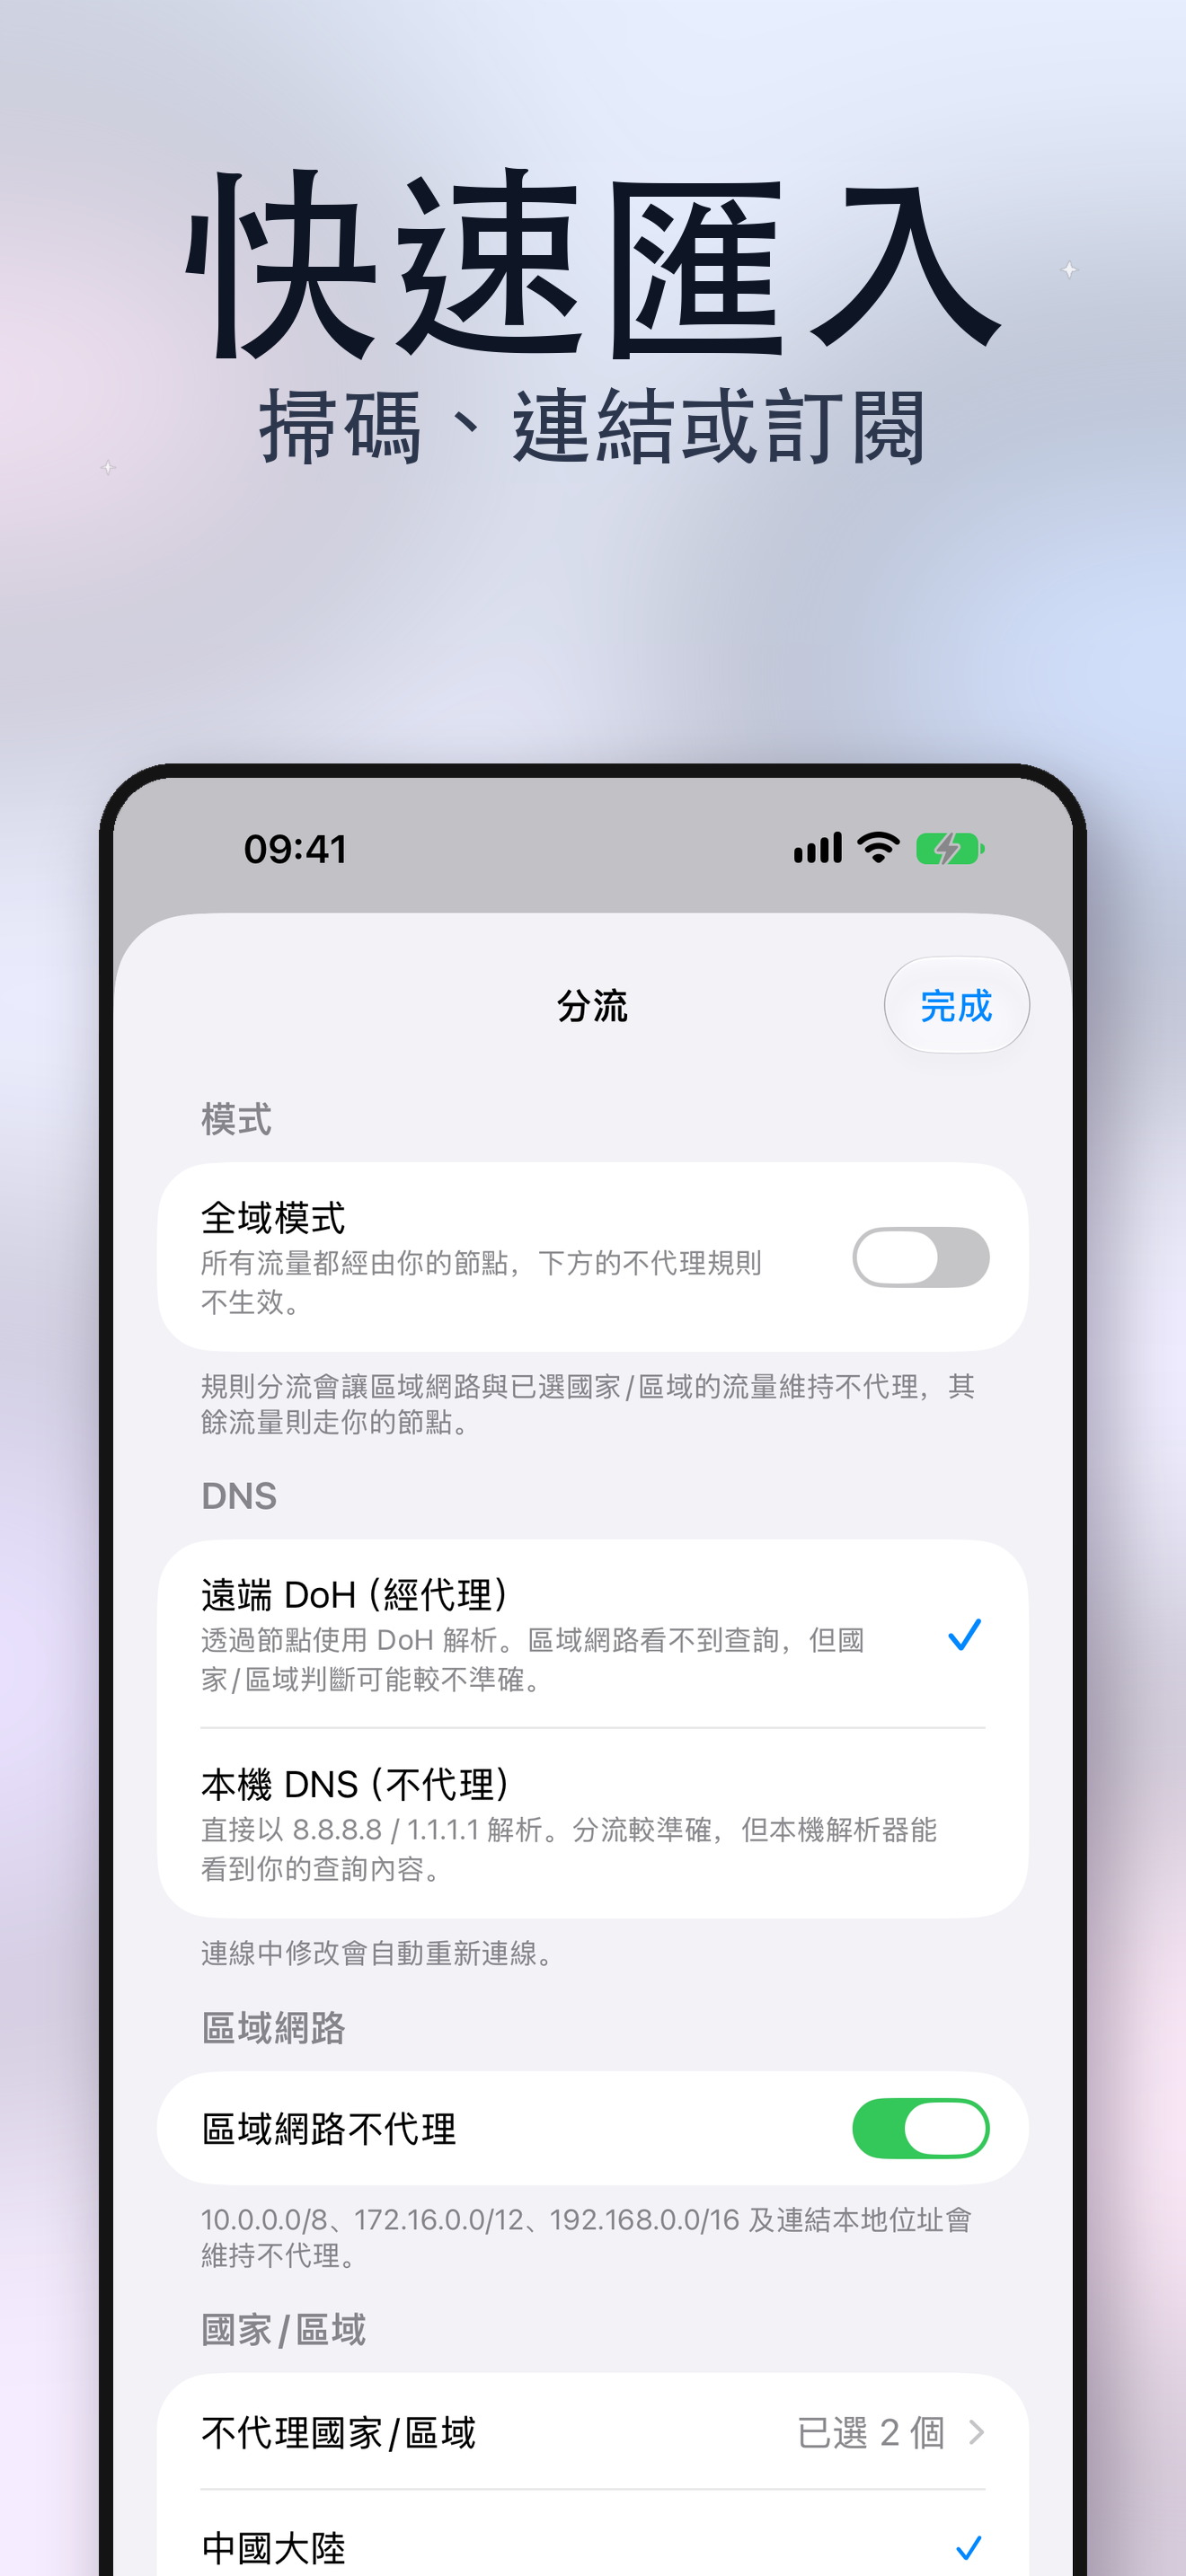 快速匯入
掃碼、連結或訂閱
09:41
分流
完成
模式
全域模式
所有流量都經由你的節點，下方的不代理規則
不生效。
規則分流會讓區域網路與已選國家/區域的流量維持不代理，其
餘流量則走你的節點。
DNS
遠端 DoH（經代理）
透過節點使用 DoH 解析。區域網路看不到查詢，但國
家/區域判斷可能較不準確。
本機 DNS（不代理）
直接以 8.8.8.8 / 1.1.1.1 解析。分流較準確，但本機解析器能
看到你的查詢內容。
連線中修改會自動重新連線。
區域網路
區域網路不代理
10.0.0.0/8、172.16.0.0/12、192.168.0.0/16 及連結本地位址會
維持不代理。
國家/區域
不代理國家/區域
已選 2 個
中國大陸